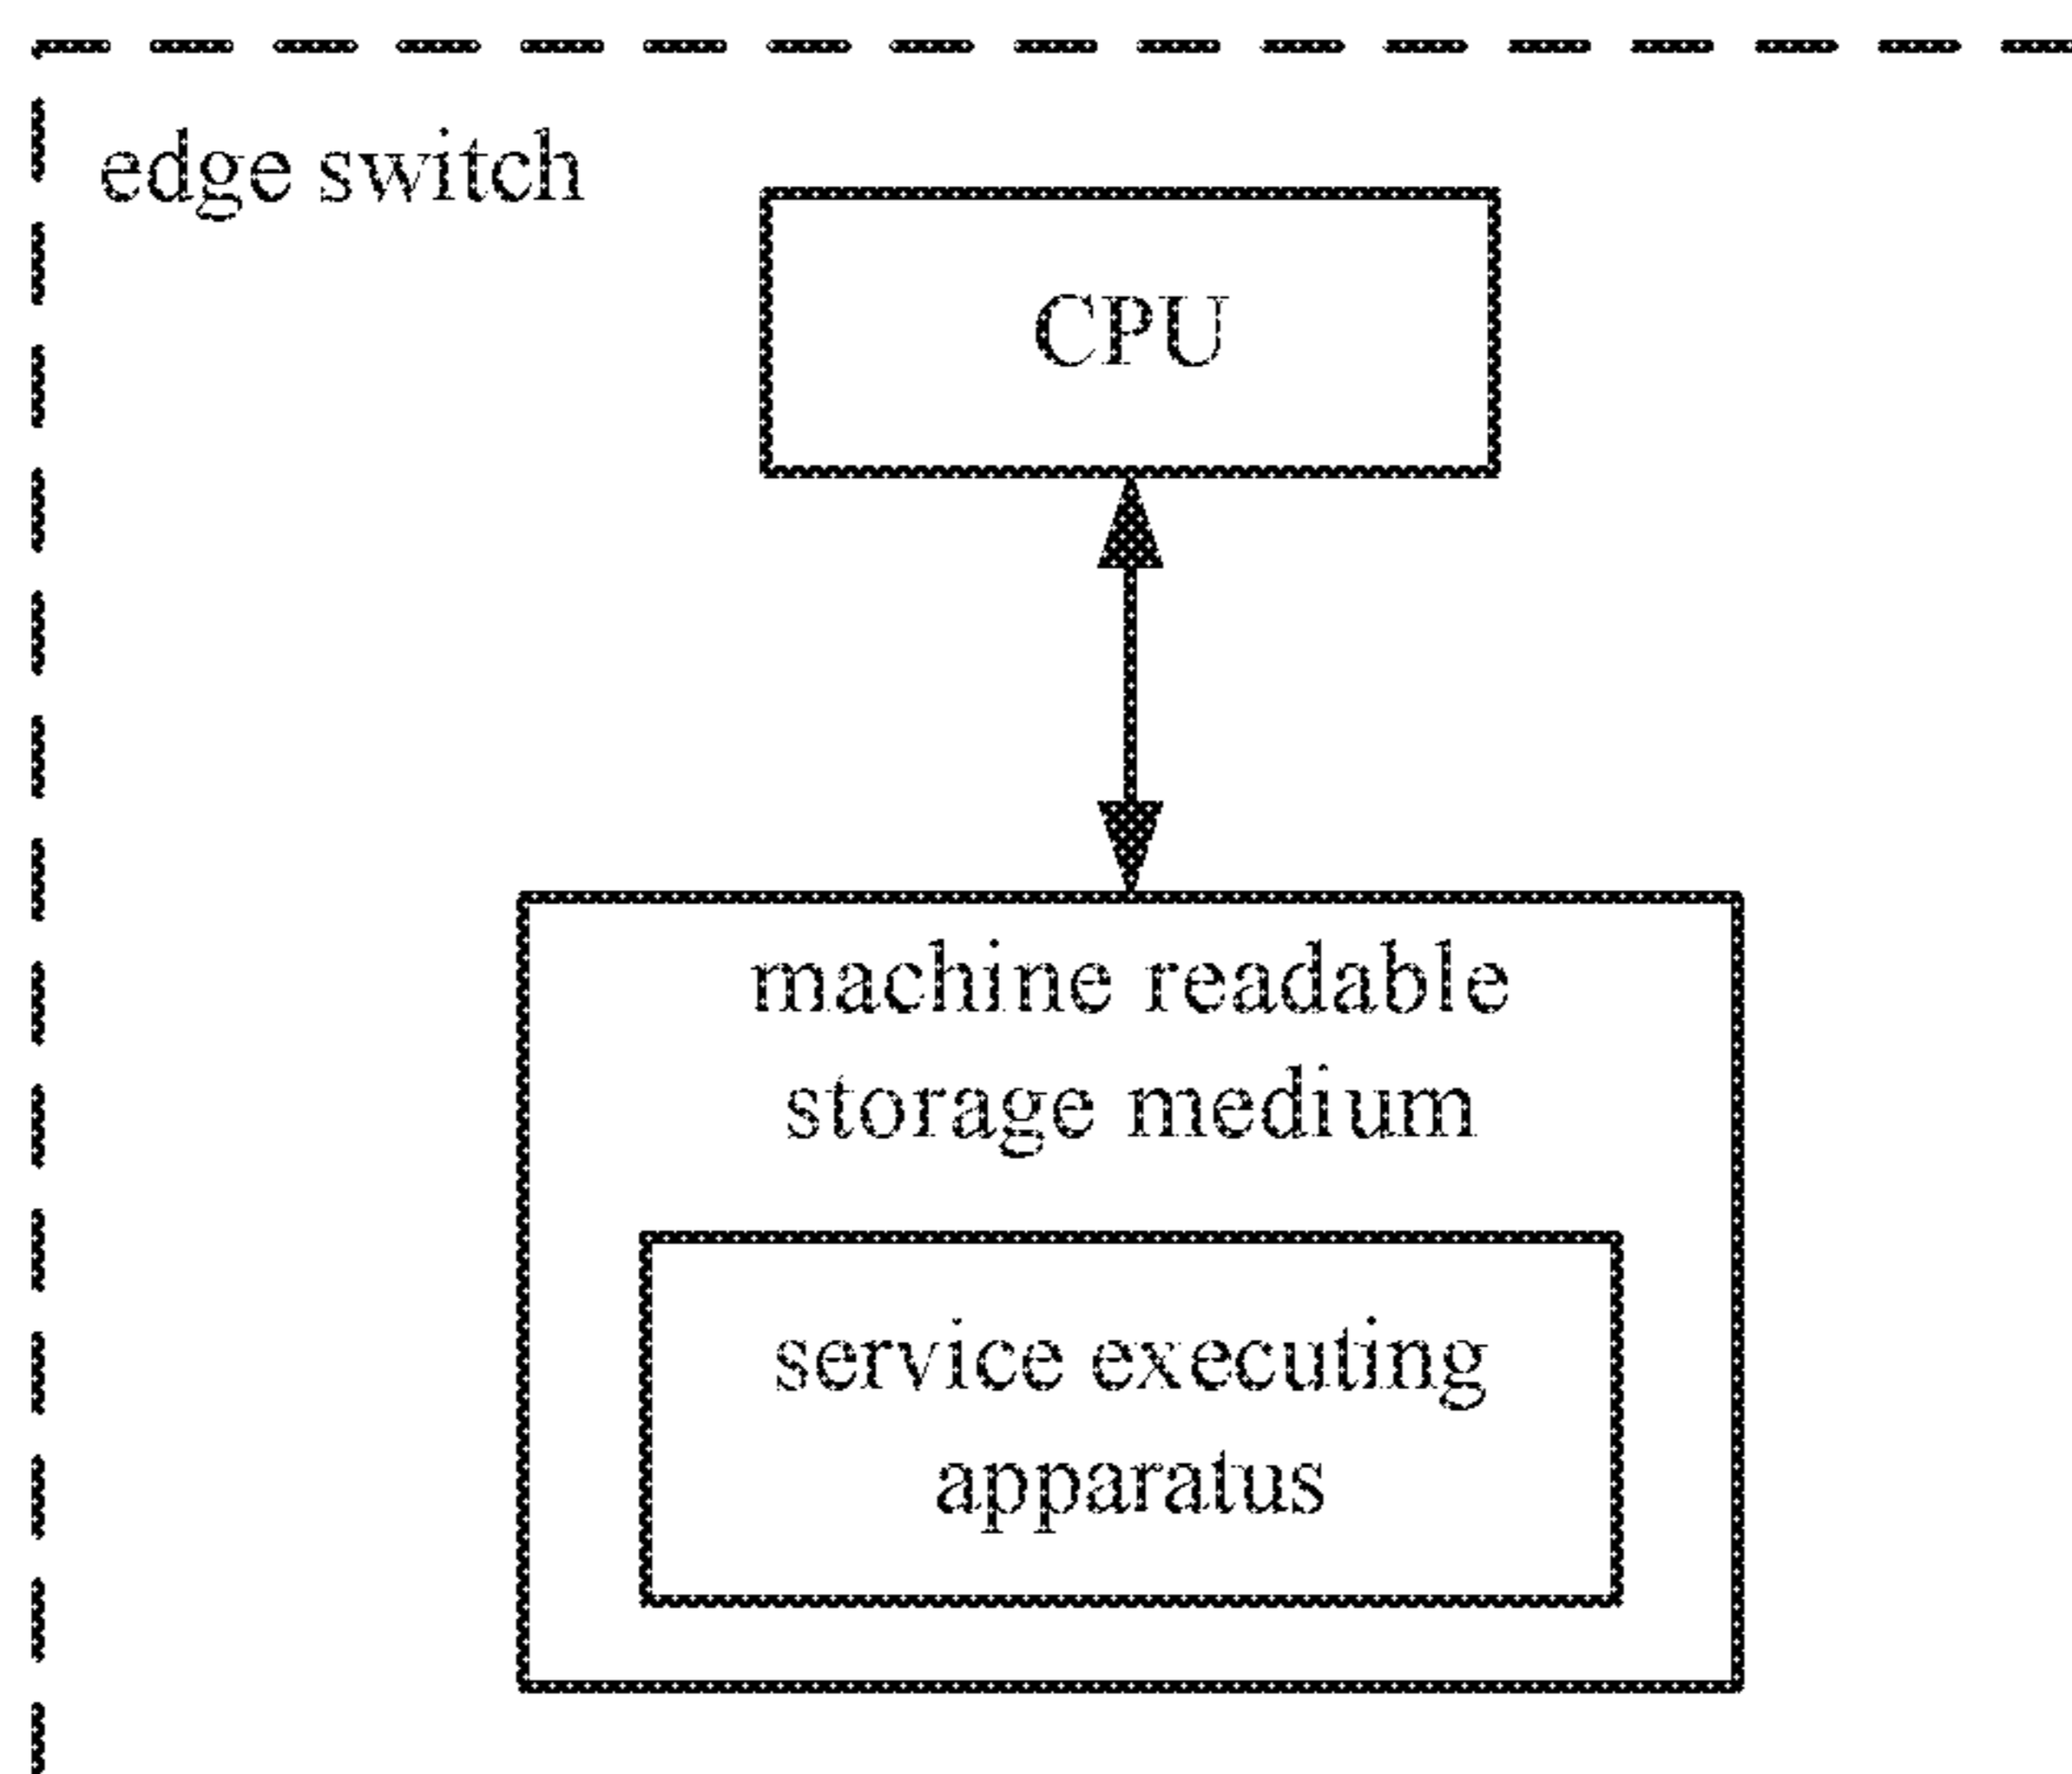 edge switch
CPU
machine readable
storage medium
service executing
apparatus